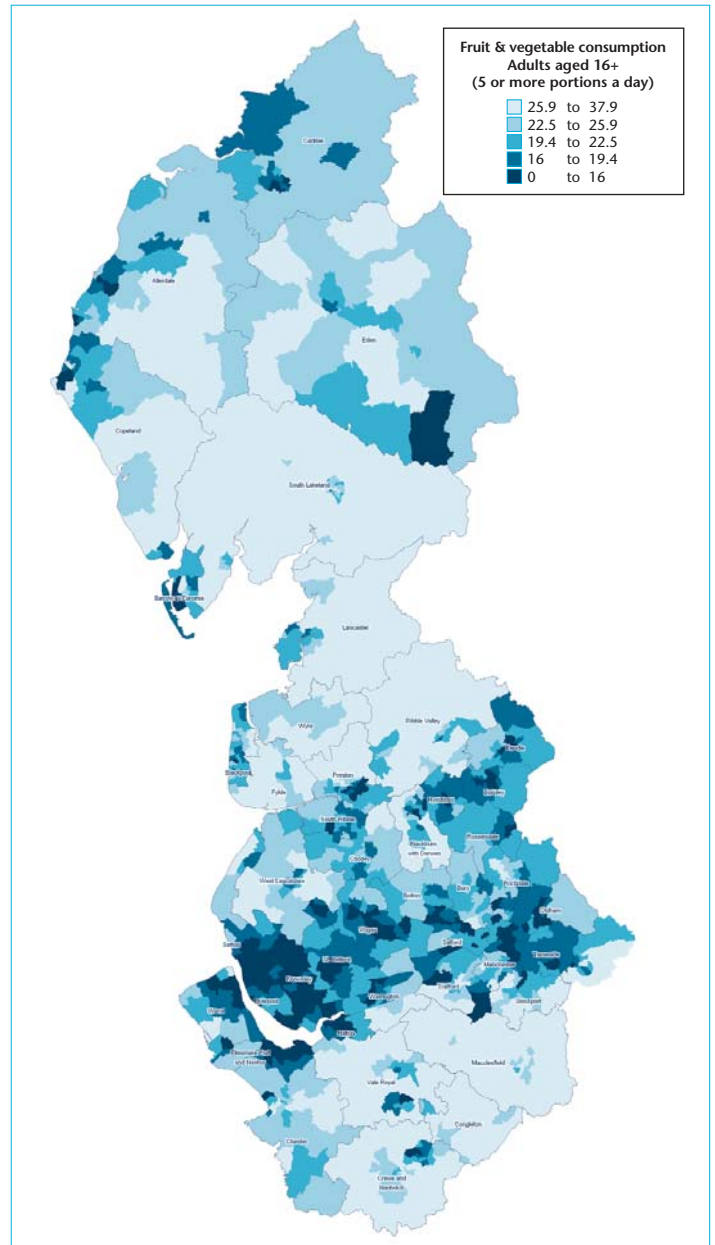 Fruit & vegetable consumption
Adults aged 16+
(5 or more portions a day)
25.9 to 37.9
22.5 to 25.9
19.4 to 22.5
16 to 19.4
0 to 16
Carlisle
Allerdale
Eden
Copeland
South Lakeland
Barrow-in-Furness
Lancaster
Wyre
Ribble Valley
Pendle
Blackpool
Preston
Fylde
Burnley
Hyndburn
South Ribble
Rossendale
Blackburn
with Darwen
Chorley
West Lancashire
Bolton
Bury
Rochdale
Oldham
Wigan
Sefton
Salford
St. Helens
Tameside
Manchester
Knowsley
Trafford
Liverpool
Warrington
Stockport
Wirral
Halton
Ellesmere Port
and Neston
Macclesfield
Vale Royal
Congleton
Chester
Crewe and
Nantwich